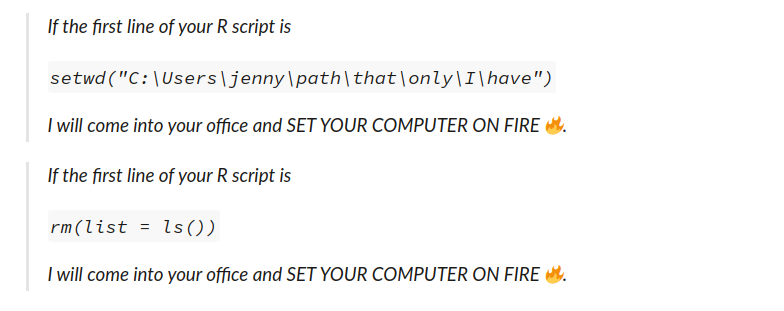 If the first line of your R script is
setwd("C:\Users\jenny\path\that\only\I\have")
I will come into your office and SET YOUR COMPUTER ON FIRE 🔥.
If the first line of your R script is
rm(list = ls())
I will come into your office and SET YOUR COMPUTER ON FIRE 🔥.